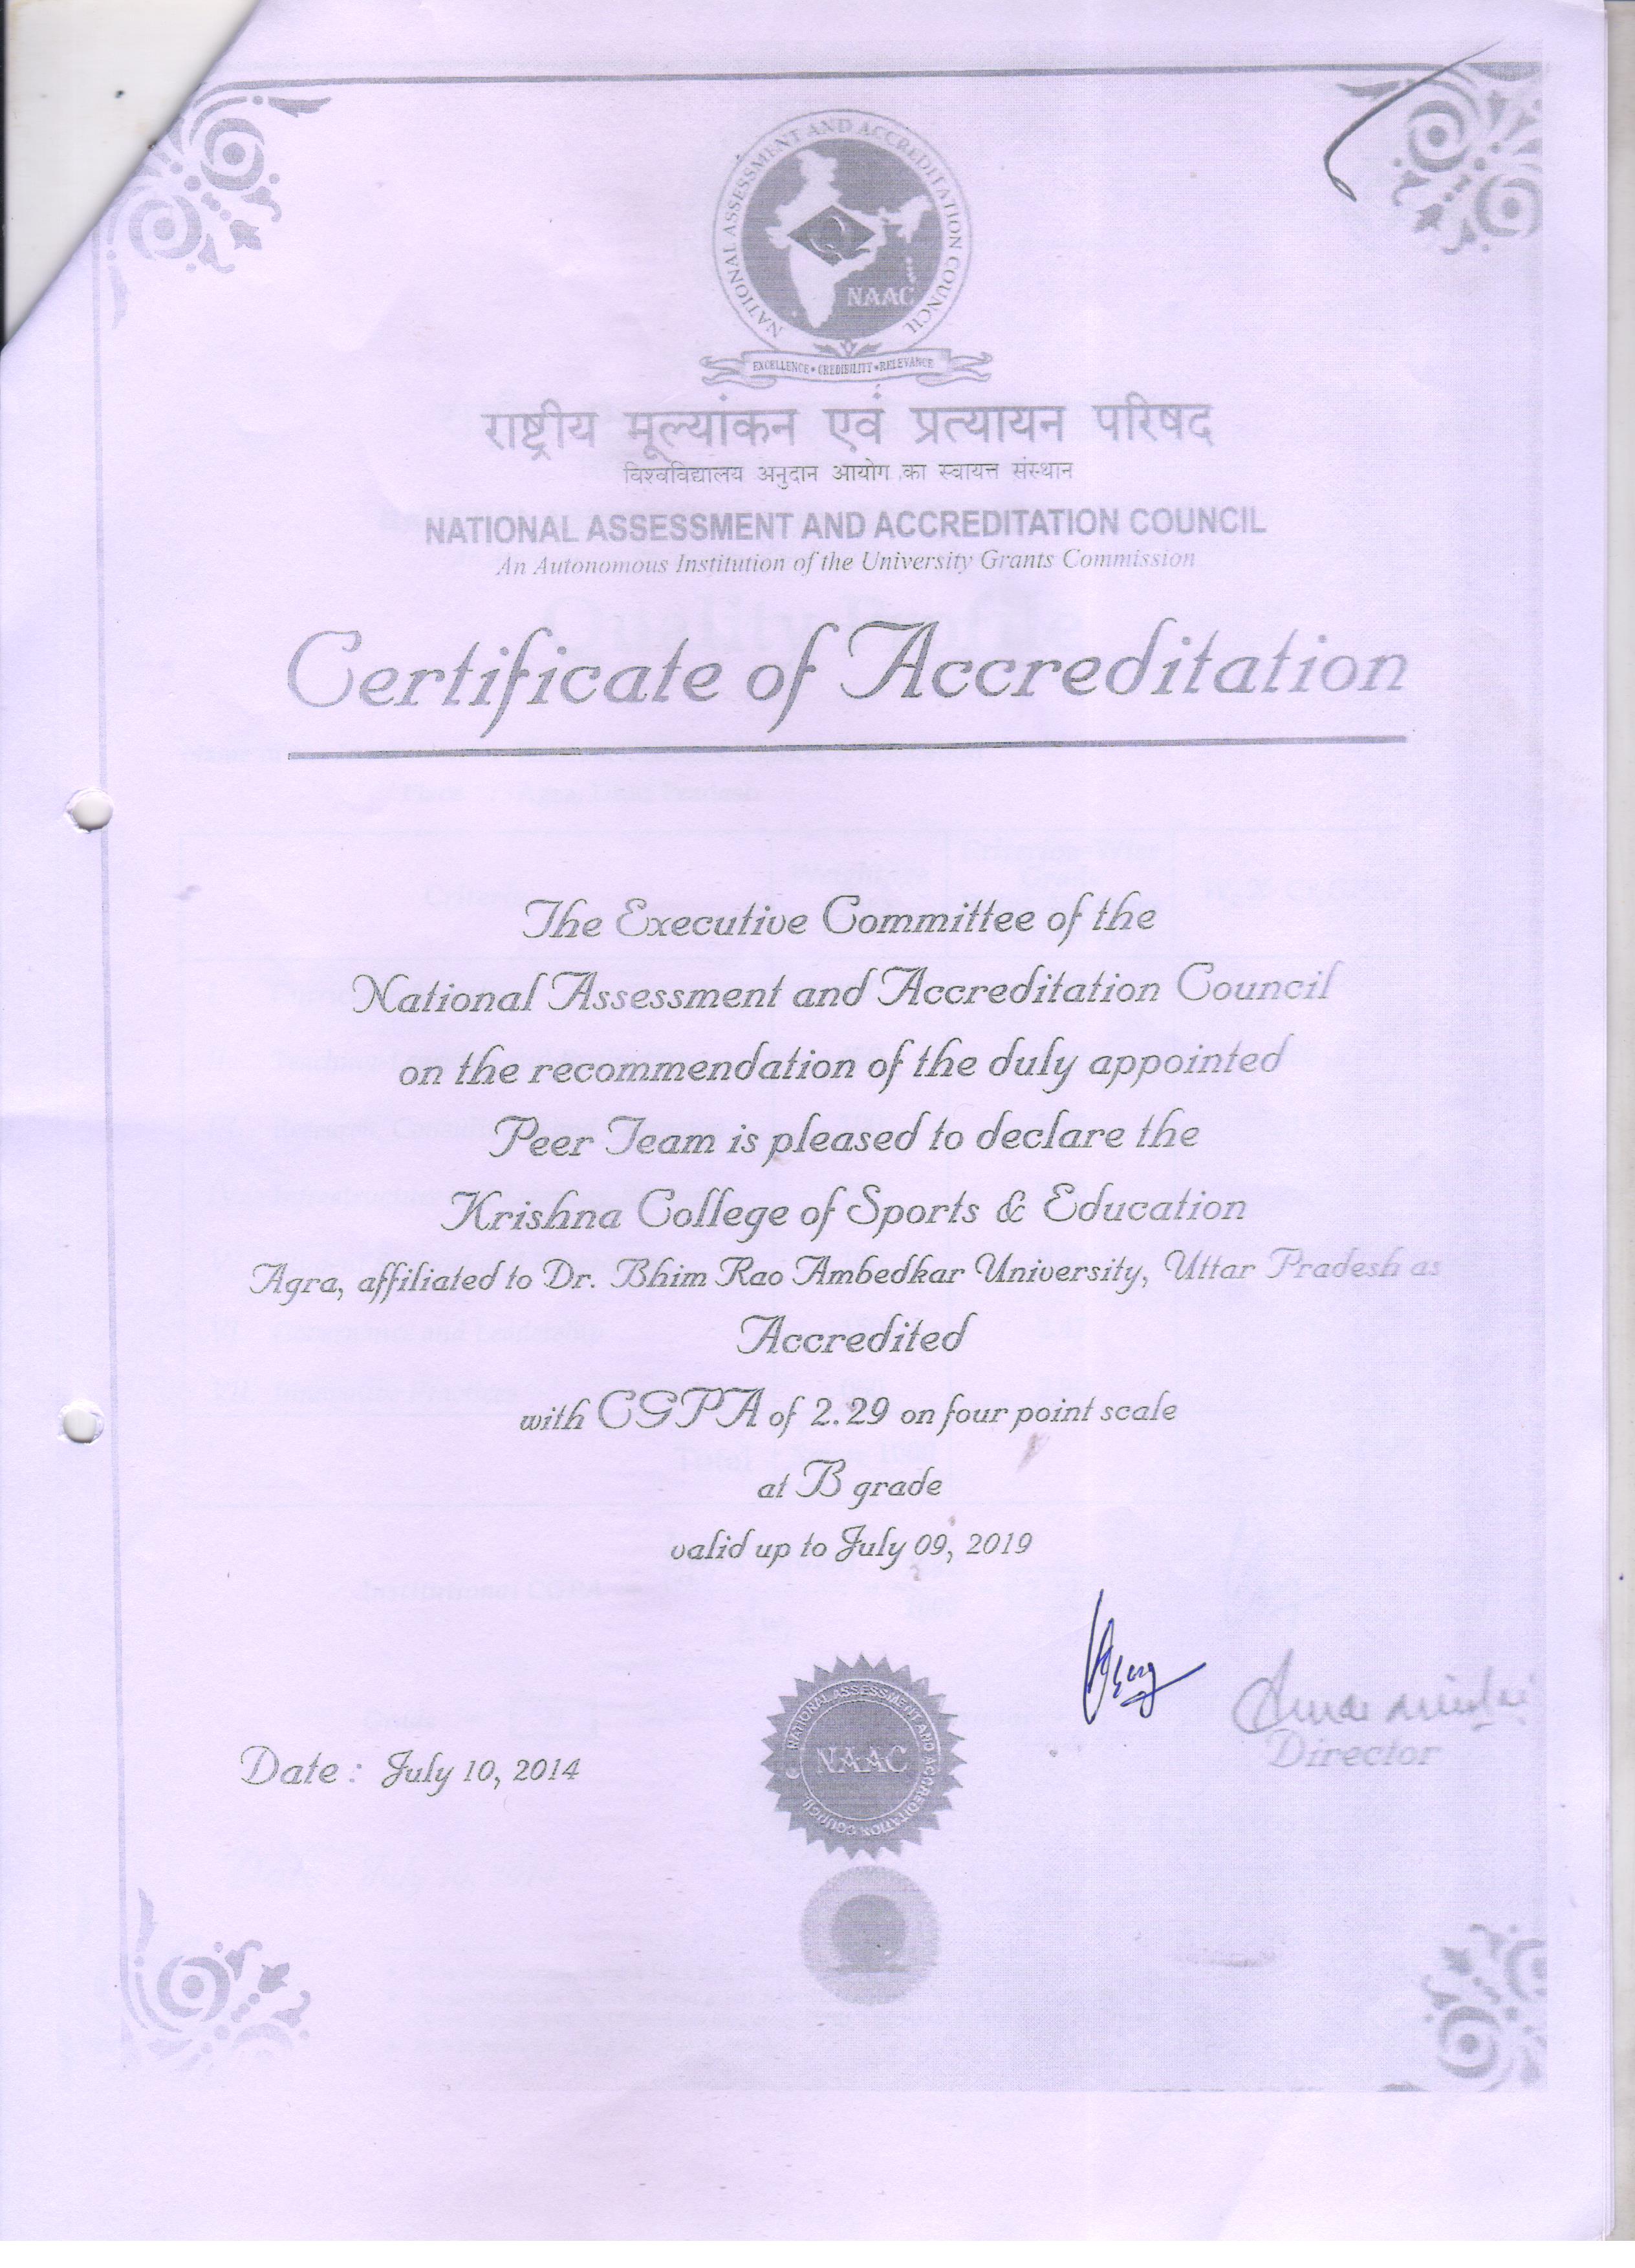 NATIONAL ASSESSMENT AND ACCREDITATION COUNCIL
NAAC
EXCELLENCE • CREDIBILITY • RELEVANCE
राष्ट्रीय मूल्यांकन एवं प्रत्यायन परिषद
विश्वविद्यालय अनुदान आयोग का स्वायत्त संस्थान
NATIONAL ASSESSMENT AND ACCREDITATION COUNCIL
An Autonomous Institution of the University Grants Commission
Certificate of Accreditation
The Executive Committee of the
National Assessment and Accreditation Council
on the recommendation of the duly appointed
Peer Team is pleased to declare the
Krishna College of Sports & Education
Agra, affiliated to Dr. Bhim Rao Ambedkar University, Uttar Pradesh as
Accredited
with CGPA of 2.29 on four point scale
at B grade
valid up to July 09, 2019
Date : July 10, 2014
NATIONAL ASSESSMENT AND ACCREDITATION COUNCIL
NAAC
Director